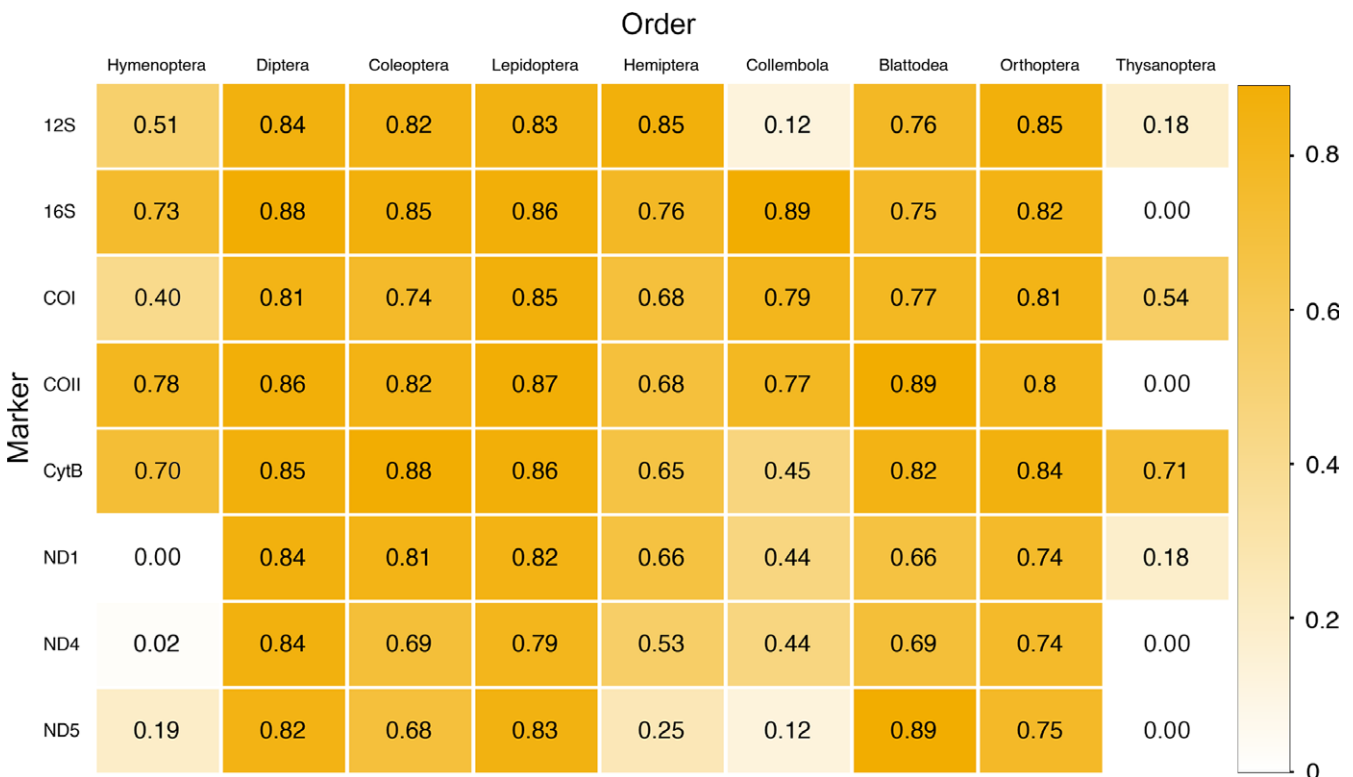 Order
Hymenoptera Diptera Coleoptera Lepidoptera Hemiptera Collembola Blattodea Orthoptera Thysanoptera
12S 0.51 0.84 0.82 0.83 0.85 0.12 0.76 0.85 0.18
0.8
16S 0.73 0.88 0.85 0.86 0.76 0.89 0.75 0.82 0.00
COI 0.40 0.81 0.74 0.85 0.68 0.79 0.77 0.81 0.54
0.6
COII 0.78 0.86 0.82 0.87 0.68 0.77 0.89 0.8 0.00
Marker
CytB 0.70 0.85 0.88 0.86 0.65 0.45 0.82 0.84 0.71
0.4
ND1 0.00 0.84 0.81 0.82 0.66 0.44 0.66 0.74 0.18
0.2
ND4 0.02 0.84 0.69 0.79 0.53 0.44 0.69 0.74 0.00
ND5 0.19 0.82 0.68 0.83 0.25 0.12 0.89 0.75 0.00
0